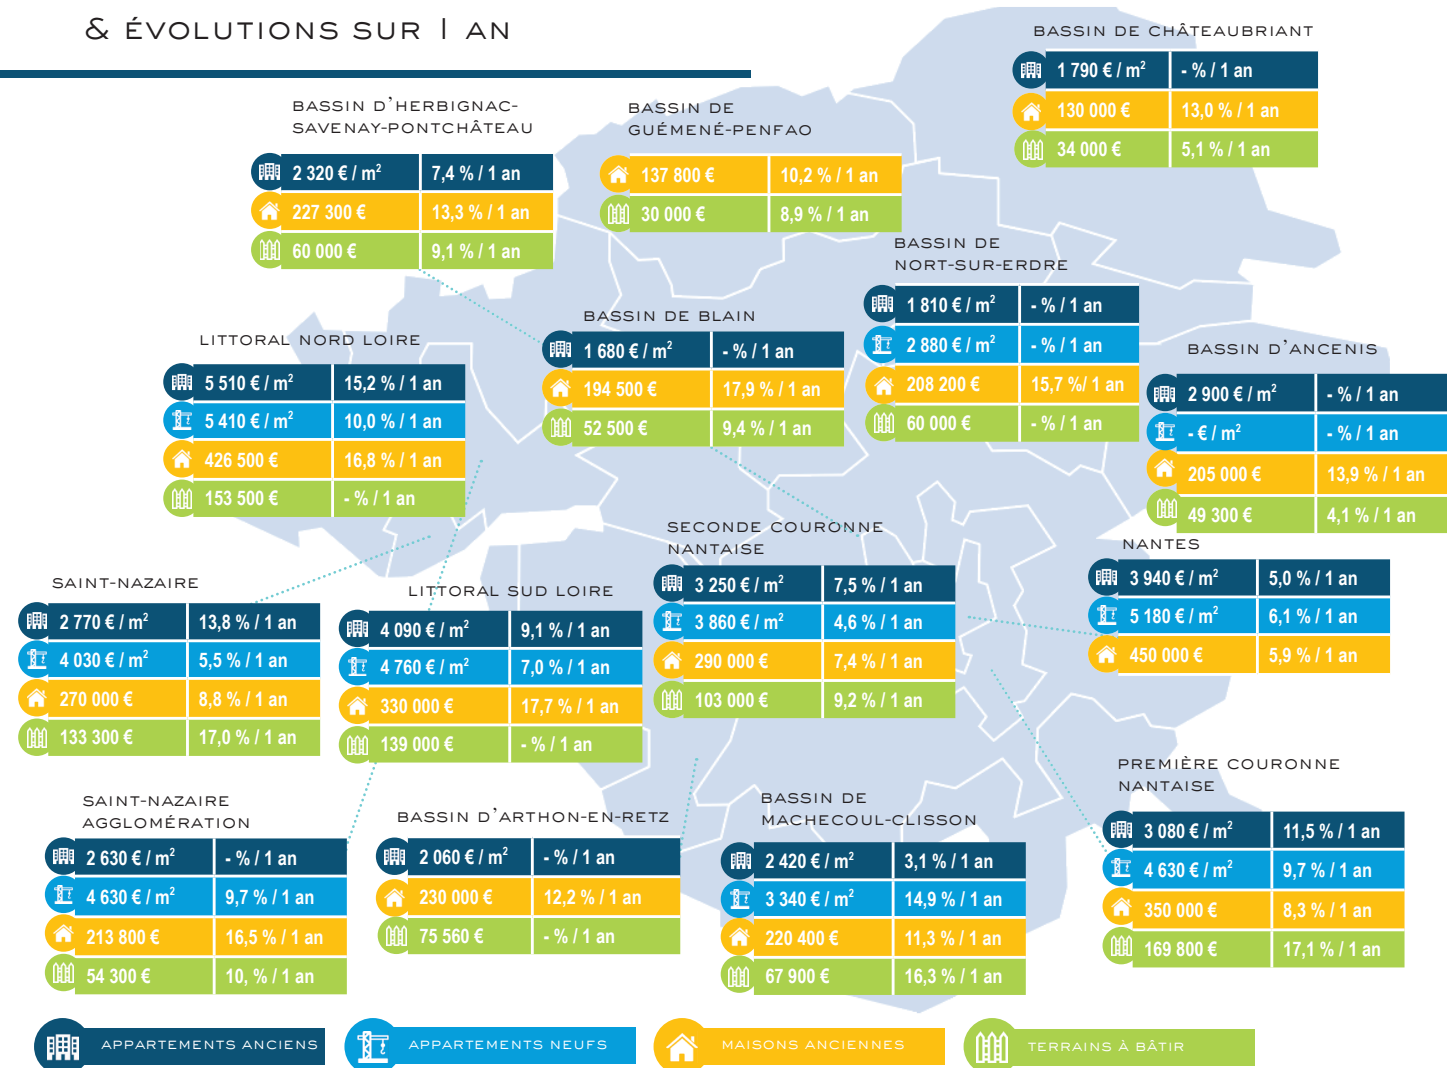 & ÉVOLUTIONS SUR 1 AN
BASSIN DE CHÂTEAUBRIANT
1 790 € / m² - % / 1 an
130 000 € 13,0 % / 1 an
34 000 € 5,1 % / 1 an
BASSIN D'HERBIGNAC-
SAVENAY-PONTCHÂTEAU
2 320 € / m² 7,4 % / 1 an
227 300 € 13,3 % / 1 an
60 000 € 9,1 % / 1 an
BASSIN DE
GUÉMENÉ-PENFAO
137 800 € 10,2 % / 1 an
30 000 € 8,9 % / 1 an
BASSIN DE
NORT-SUR-ERDRE
1 810 € / m² - % / 1 an
2 880 € / m² - % / 1 an
208 200 € 15,7 %/ 1 an
60 000 € - % / 1 an
BASSIN DE BLAIN
1 680 € / m² - % / 1 an
194 500 € 17,9 % / 1 an
52 500 € 9,4 % / 1 an
LITTORAL NORD LOIRE
5 510 € / m² 15,2 % / 1 an
5 410 € / m² 10,0 % / 1 an
426 500 € 16,8 % / 1 an
153 500 € - % / 1 an
BASSIN D'ANCENIS
2 900 € / m² - % / 1 an
- € / m² - % / 1 an
205 000 € 13,9 % / 1 an
49 300 € 4,1 % / 1 an
SECONDE COURONNE
NANTAISE
3 250 € / m² 7,5 % / 1 an
3 860 € / m² 4,6 % / 1 an
290 000 € 7,4 % / 1 an
103 000 € 9,2 % / 1 an
NANTES
3 940 € / m² 5,0 % / 1 an
5 180 € / m² 6,1 % / 1 an
450 000 € 5,9 % / 1 an
SAINT-NAZAIRE
2 770 € / m² 13,8 % / 1 an
4 030 € / m² 5,5 % / 1 an
270 000 € 8,8 % / 1 an
133 300 € 17,0 % / 1 an
LITTORAL SUD LOIRE
4 090 € / m² 9,1 % / 1 an
4 760 € / m² 7,0 % / 1 an
330 000 € 17,7 % / 1 an
139 000 € - % / 1 an
SAINT-NAZAIRE
AGGLOMÉRATION
2 630 € / m² - % / 1 an
4 630 € / m² 9,7 % / 1 an
213 800 € 16,5 % / 1 an
54 300 € 10, % / 1 an
BASSIN D'ARTHON-EN-RETZ
2 060 € / m² - % / 1 an
230 000 € 12,2 % / 1 an
75 560 € - % / 1 an
BASSIN DE
MACHECOUL-CLISSON
2 420 € / m² 3,1 % / 1 an
3 340 € / m² 14,9 % / 1 an
220 400 € 11,3 % / 1 an
67 900 € 16,3 % / 1 an
PREMIÈRE COURONNE
NANTAISE
3 080 € / m² 11,5 % / 1 an
4 630 € / m² 9,7 % / 1 an
350 000 € 8,3 % / 1 an
169 800 € 17,1 % / 1 an
APPARTEMENTS ANCIENS
APPARTEMENTS NEUFS
MAISONS ANCIENNES
TERRAINS À BÂTIR